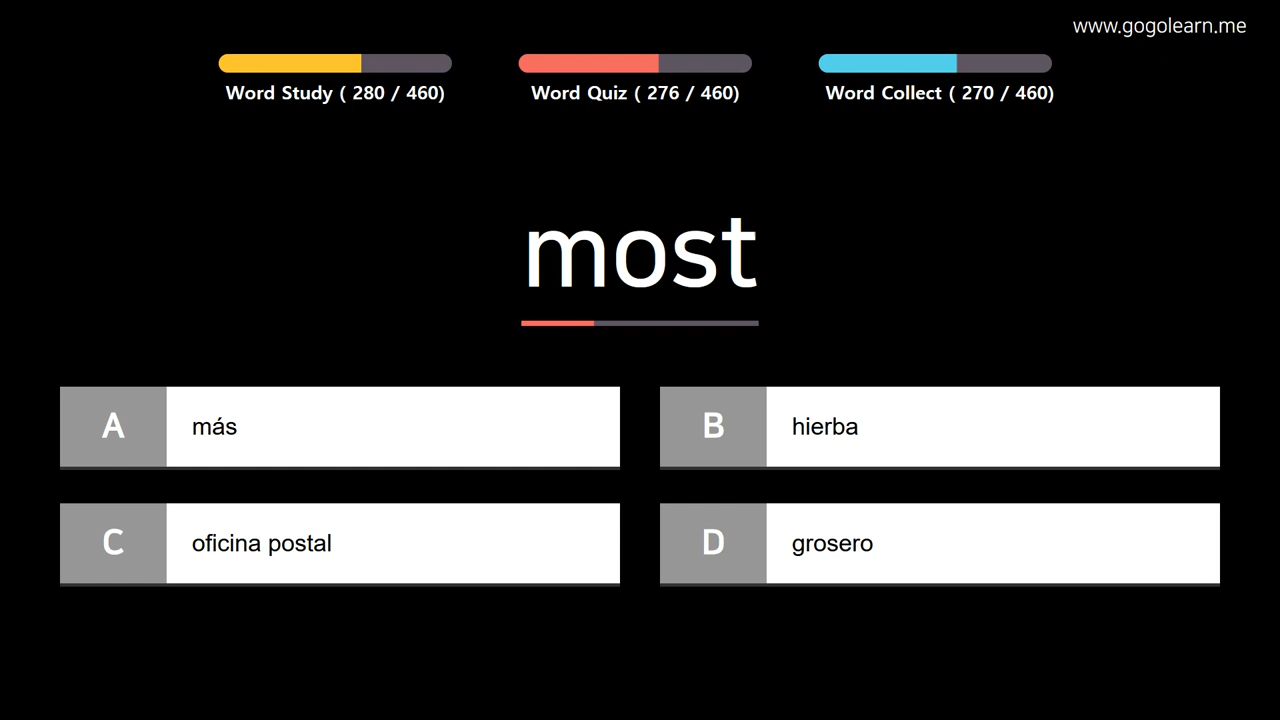 www.gogolearn.me
Word Study ( 280 / 460)
Word Quiz ( 276 / 460)
Word Collect ( 270 / 460)
most
A
más
B
hierba
C
oficina postal
D
grosero